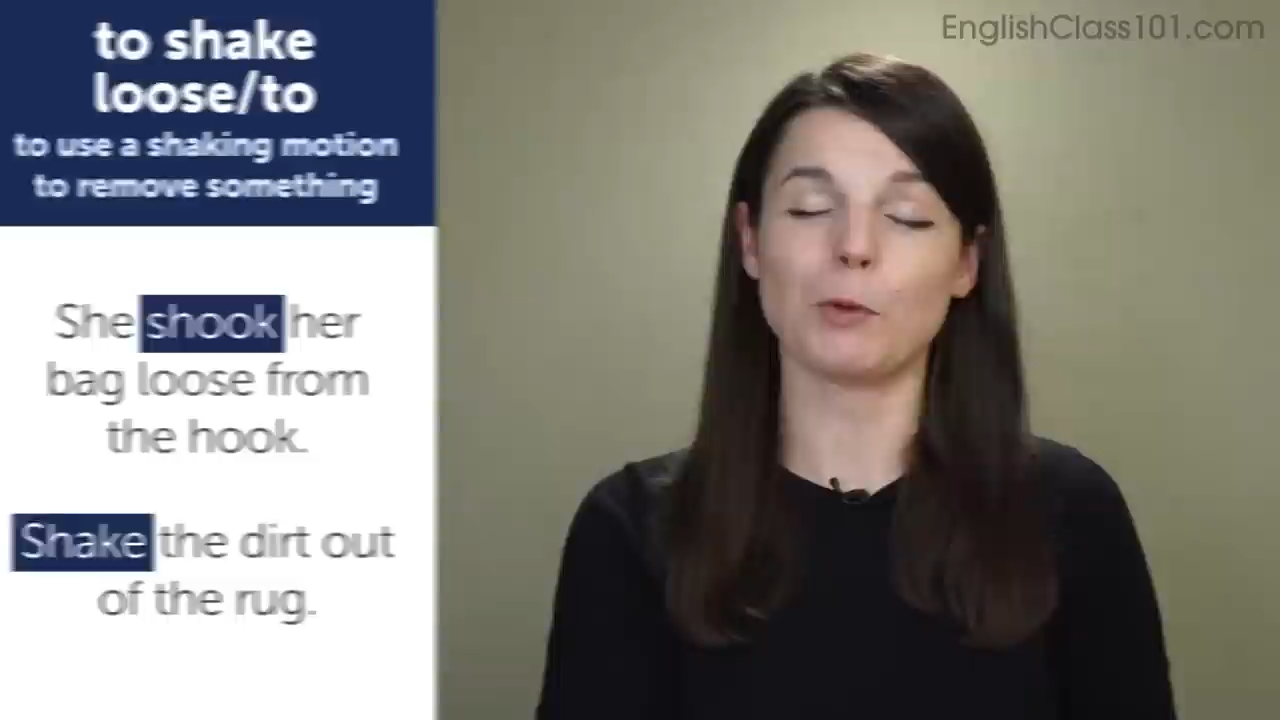 EnglishClass101.com
to shake
loose/to
to use a shaking motion
to remove something
She shook her
bag loose from
the hook.
Shake the dirt out
of the rug.